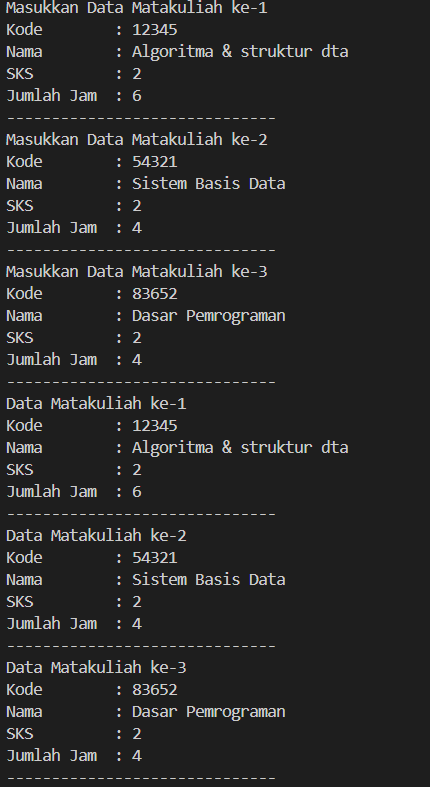 Masukkan Data Matakuliah ke-1
Kode        : 12345
Nama        : Algoritma & struktur dta
SKS         : 2
Jumlah Jam  : 6
------------------------------
Masukkan Data Matakuliah ke-2
Kode        : 54321
Nama        : Sistem Basis Data
SKS         : 2
Jumlah Jam  : 4
------------------------------
Masukkan Data Matakuliah ke-3
Kode        : 83652
Nama        : Dasar Pemrograman
SKS         : 2
Jumlah Jam  : 4
------------------------------
Data Matakuliah ke-1
Kode        : 12345
Nama        : Algoritma & struktur dta
SKS         : 2
Jumlah Jam  : 6
------------------------------
Data Matakuliah ke-2
Kode        : 54321
Nama        : Sistem Basis Data
SKS         : 2
Jumlah Jam  : 4
------------------------------
Data Matakuliah ke-3
Kode        : 83652
Nama        : Dasar Pemrograman
SKS         : 2
Jumlah Jam  : 4
------------------------------